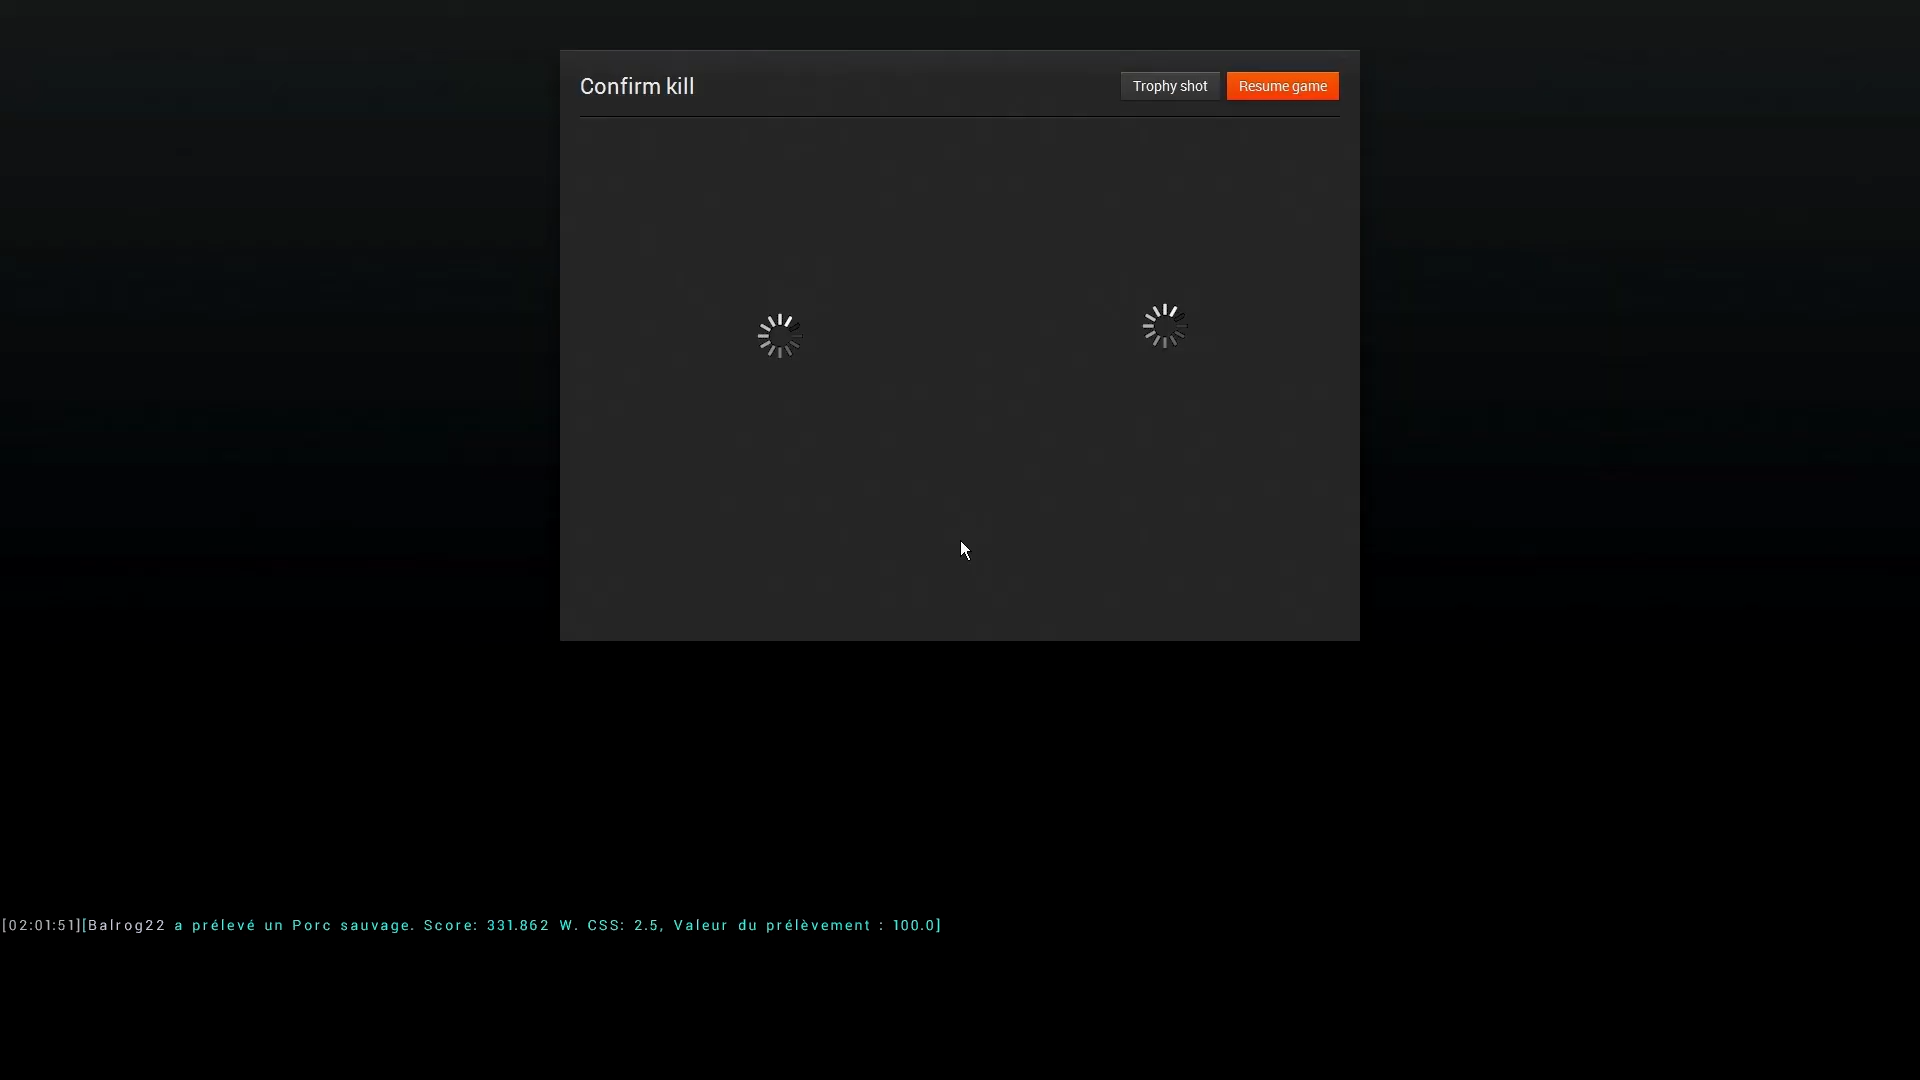 Confirm kill
Trophy shot
Resume game
[02:01:51][Balrog22 a prélevé un Porc sauvage. Score: 331.862 W. CSS: 2.5, Valeur du prélèvement : 100.0]